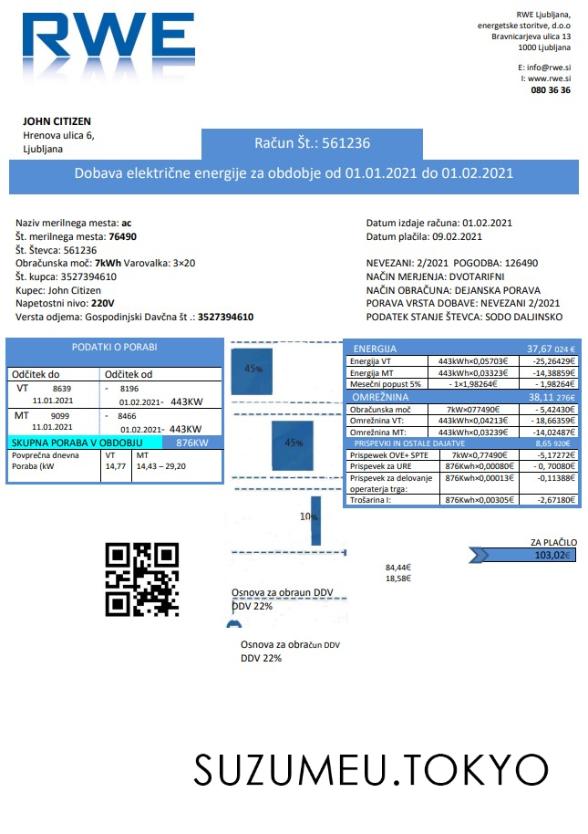 RWE
RWE Ljubljana,
energetske storitve, d.o.o
Bravnicarjeva ulica 13
1000 Ljubljana
E: info@rwe.si
I: www.rwe.si
080 36 36
JOHN CITIZEN
Hrenova ulica 6,
Ljubljana
Račun Št.: 561236
Dobava električne energije za obdobje od 01.01.2021 do 01.02.2021
Naziv merilnega mesta: ac
Št. merilnega mesta: 76490
Št. Števca: 561236
Obračunska moč: 7kWh Varovalka: 3×20
Št. kupca: 3527394610
Kupec: John Citizen
Napetostni nivo: 220V
Versta odjema: Gospodinjski Davčna št .: 3527394610
Datum izdaje računa: 01.02.2021
Datum plačila: 09.02.2021
NEVEZANI: 2/2021 POGODBA: 126490
NAČIN MERJENJA: DVOTARIFNI
NAČIN OBRAČUNA: DEJANSKA PORAVA
PORAVA VRSTA DOBAVE: NEVEZANI 2/2021
PODATEK STANJE ŠTEVCA: SODO DALJINSKO
PODATKI O PORABI
Odčitek do Odčitek od
VT 8639 - 8196
11.01.2021 01.02.2021- 443KW
MT 9099 - 8466
11.01.2021 01.02.2021- 443KW
SKUPNA PORABA V OBDOBJU 876KW
Povprečna dnevna VT MT
Poraba (kW 14,77 14,43 – 29,20
45%
45%
10%
ENERGIJA 37,67 024 €
Energija VT 443kWh×0,05703€ -25,26429€
Energija MT 443kWh×0,03323€ -14,38859€
Mesečni popust 5% - 1×1,98264€ - 1,98264€
OMREŽNINA 38,11 276€
Obračunska moč 7kW×077490€ - 5,42430€
Omrežnina VT: 443kWh×0,04213€ - 18,66359€
Omrežnina MT: 443kWh×0,03239€ -14,02487€
PRISPEVKI IN OSTALE DAJATVE 8,65 920€
Prispewek OVE+ SPTE 7kW×0,77490€ -5,17272€
Prispevek za URE 876Kwh×0,00080€ - 0, 70080€
Prispevek za delovanje 876Kwh×0,00013€ -0,11388€
operaterja trga:
Trošarina I: 876Kwh×0,00305€ -2,67180€
ZA PLAČILO
103,02€
84,44€
18,58€
Osnova za obraun DDV
DDV 22%
Osnova za obračun DDV
DDV 22%
SUZUMEU.TOKYO